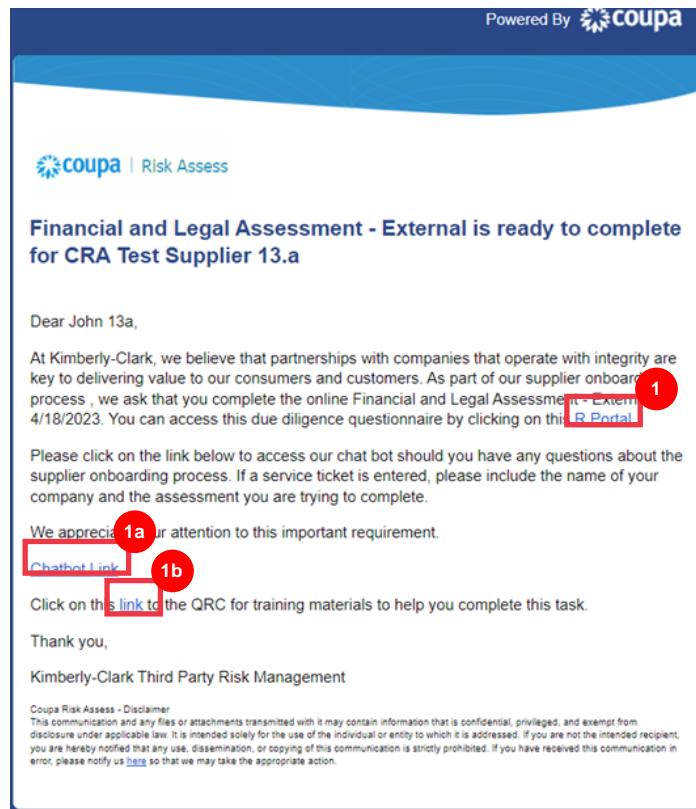 Powered By coupa
coupa | Risk Assess
Financial and Legal Assessment - External is ready to complete
for CRA Test Supplier 13.a
Dear John 13a,
At Kimberly-Clark, we believe that partnerships with companies that operate with integrity are
key to delivering value to our consumers and customers. As part of our supplier onboar
1
process , we ask that you complete the online Financial and Legal Assessment - Extern
4/18/2023. You can access this due diligence questionnaire by clicking on this R Portal
Please click on the link below to access our chat bot should you have any questions about the
supplier onboarding process. If a service ticket is entered, please include the name of your
company and the assessment you are trying to complete.
We apprecia 1a ur attention to this important requirement.
Chatbot Link
1b
Click on this link to the QRC for training materials to help you complete this task.
Thank you,
Kimberly-Clark Third Party Risk Management
Coupa Risk Assess - Disclaimer
This communication and any files or attachments transmitted with it may contain information that is confidential, privileged, and exempt from
disclosure under applicable law. It is intended solely for the use of the individual or entity to which it is addressed. If you are not the intended recipient,
you are hereby notified that any use, dissemination, or copying of this communication is strictly prohibited. If you have received this communication in
error, please notify us here so that we may take the appropriate action.